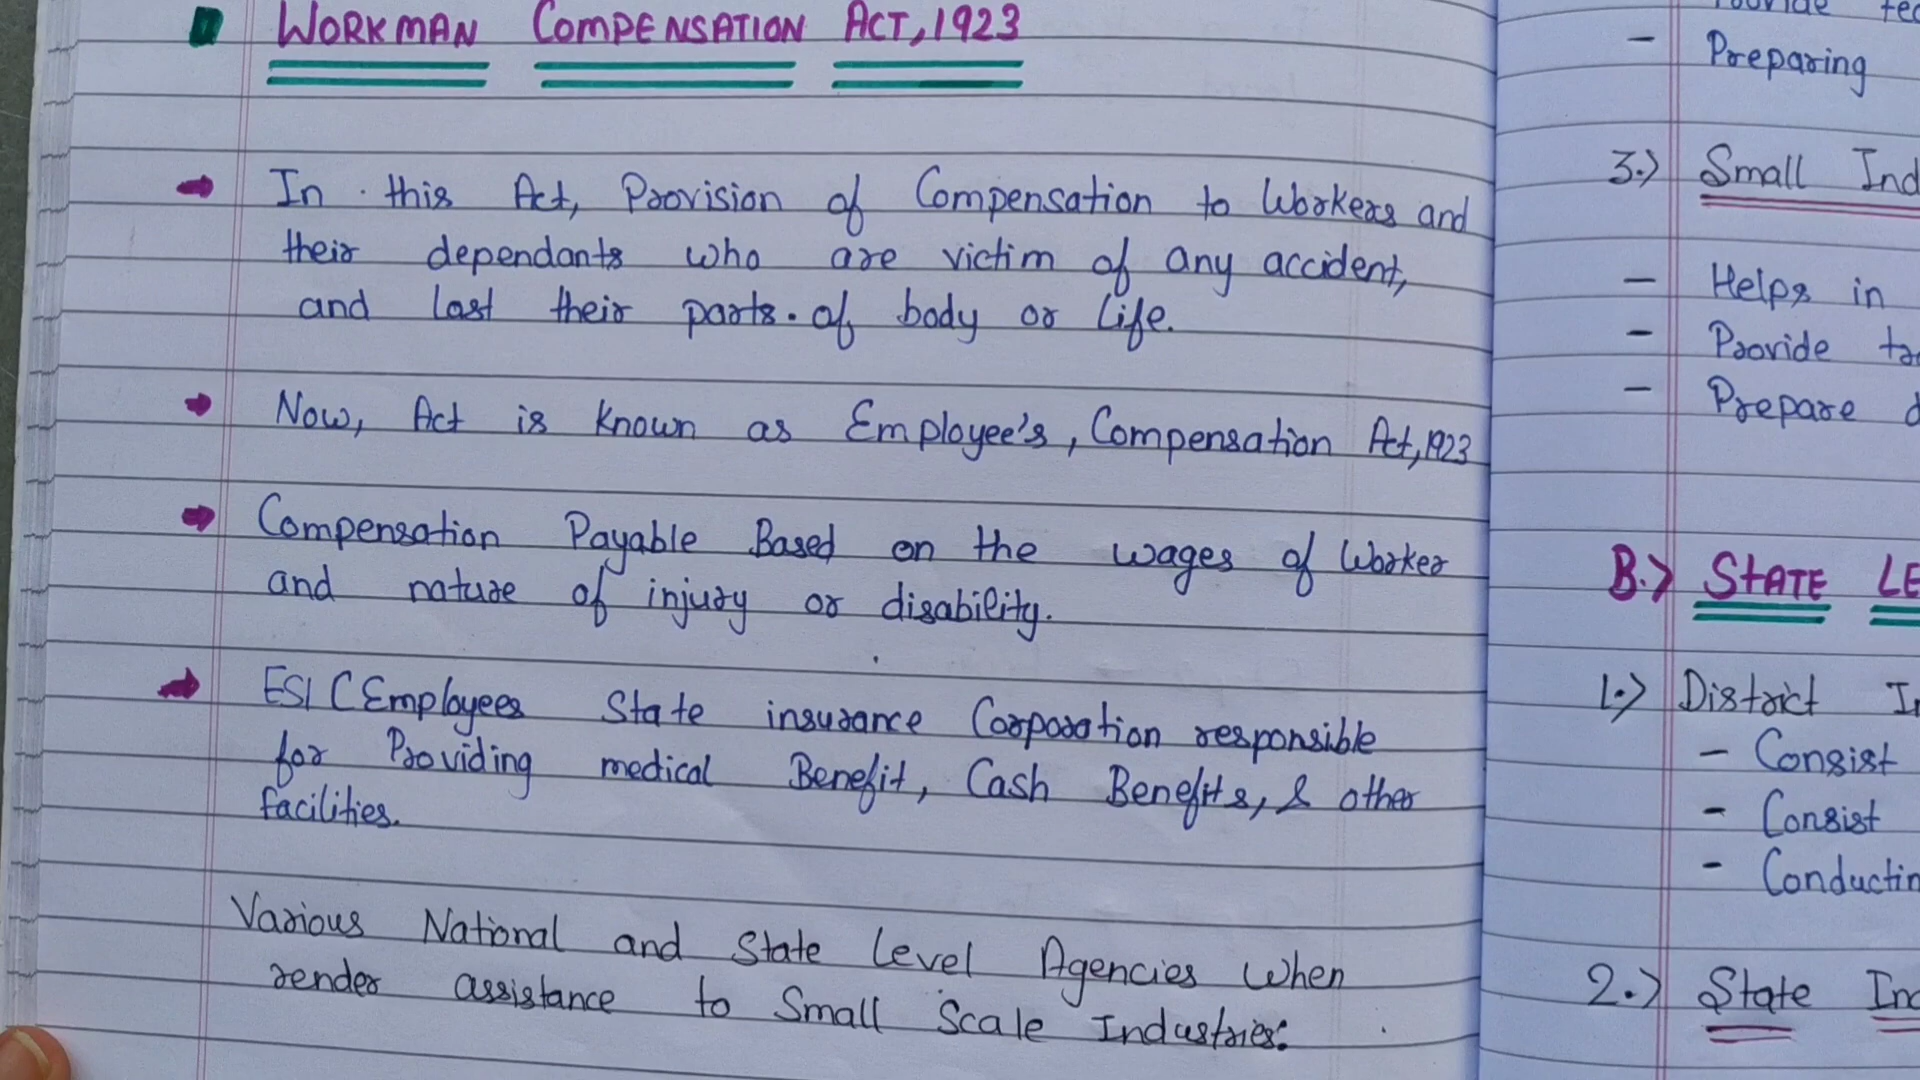 WORKMAN COMPENSATION ACT, 1923
In this Act, Provision of Compensation to Workers and
their dependants who are victim of any accident,
and lost their parts of body or life.
Now, Act is known as Employee's, Compensation Act, 1923
Compensation Payable Based on the wages of Worker
and nature of injury or disability.
ESI C Employees State insurance Corporation responsible
for Providing medical Benefit, Cash Benefits, & other
facilities.
Various National and State Level Agencies When
render assistance to Small Scale Industries:
- Preparing
3.) Small Ind
- Helps in
- Provide
- Prepare
B.) STATE LE
1.) District In
- Consist
- Consist
- Conductin
2.) State Ind